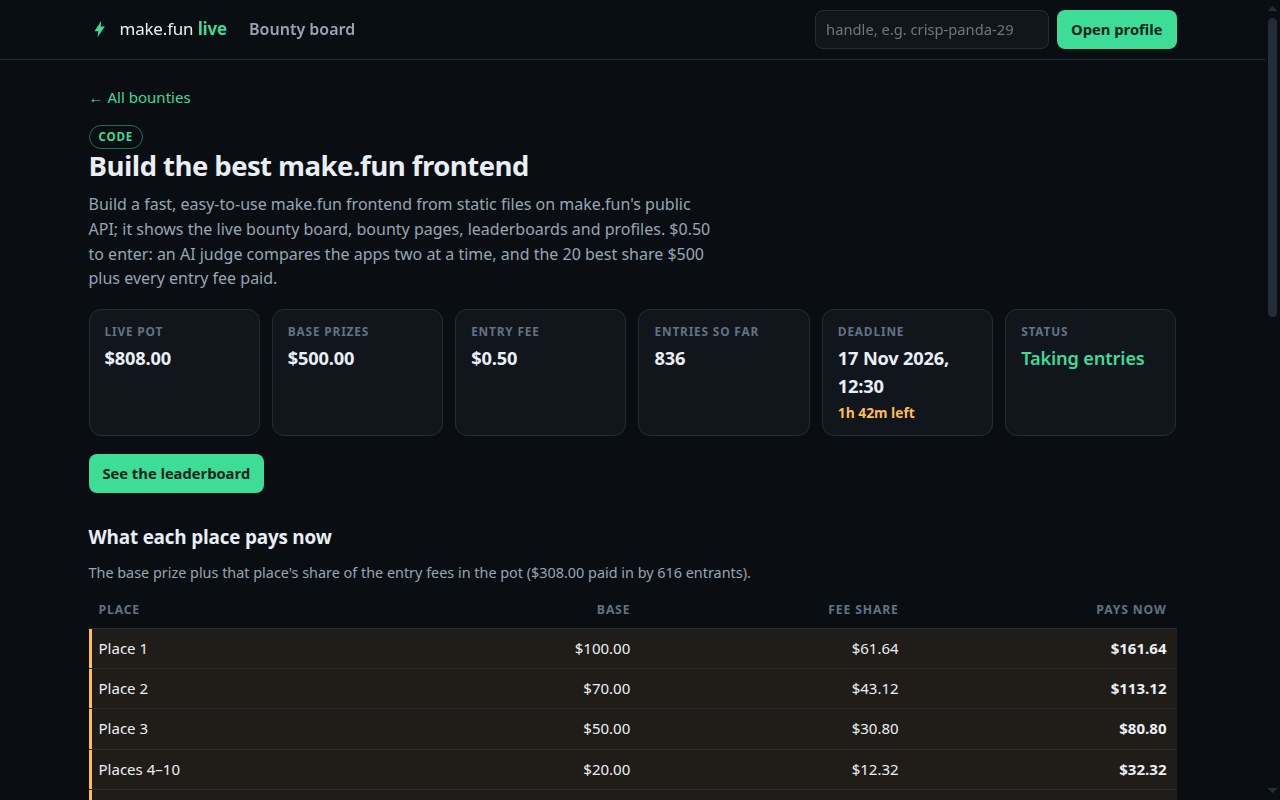 make.fun live
Bounty board
handle, e.g. crisp-panda-29
Open profile
← All bounties
CODE
Build the best make.fun frontend
Build a fast, easy-to-use make.fun frontend from static files on make.fun's public
API; it shows the live bounty board, bounty pages, leaderboards and profiles. $0.50
to enter: an AI judge compares the apps two at a time, and the 20 best share $500
plus every entry fee paid.
LIVE POT
$808.00
BASE PRIZES
$500.00
ENTRY FEE
$0.50
ENTRIES SO FAR
836
DEADLINE
17 Nov 2026,
12:30
1h 42m left
STATUS
Taking entries
See the leaderboard
What each place pays now
The base prize plus that place's share of the entry fees in the pot ($308.00 paid in by 616 entrants).
PLACE BASE FEE SHARE PAYS NOW
Place 1 $100.00 $61.64 $161.64
Place 2 $70.00 $43.12 $113.12
Place 3 $50.00 $30.80 $80.80
Places 4–10 $20.00 $12.32 $32.32